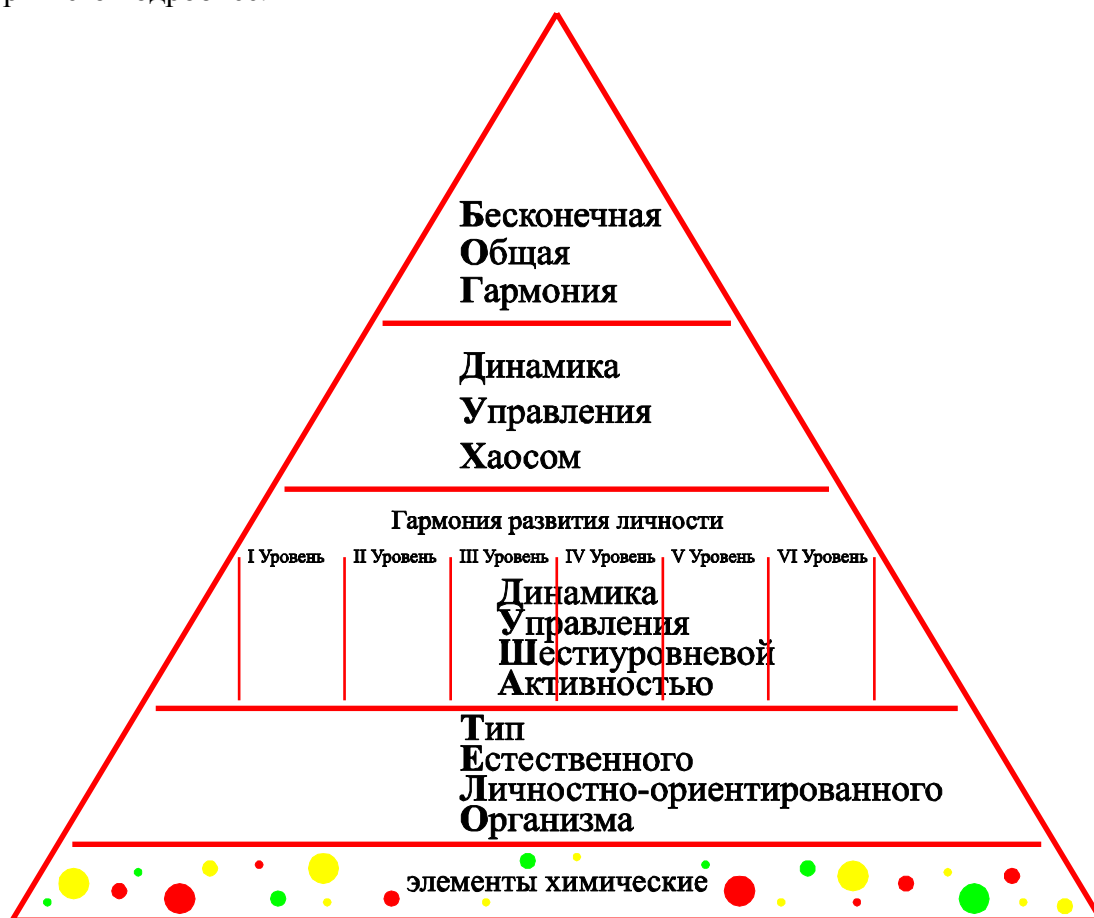 Бесконечная
Общая
Гармония
Динамика
Управления
Хаосом
Гармония развития личности
I Уровень II Уровень III Уровень IV Уровень V Уровень VI Уровень
Динамика
Управления
Шестиуровневой
Активностью
Тип
Естественного
Личностно-ориентированного
Организма
элементы химические